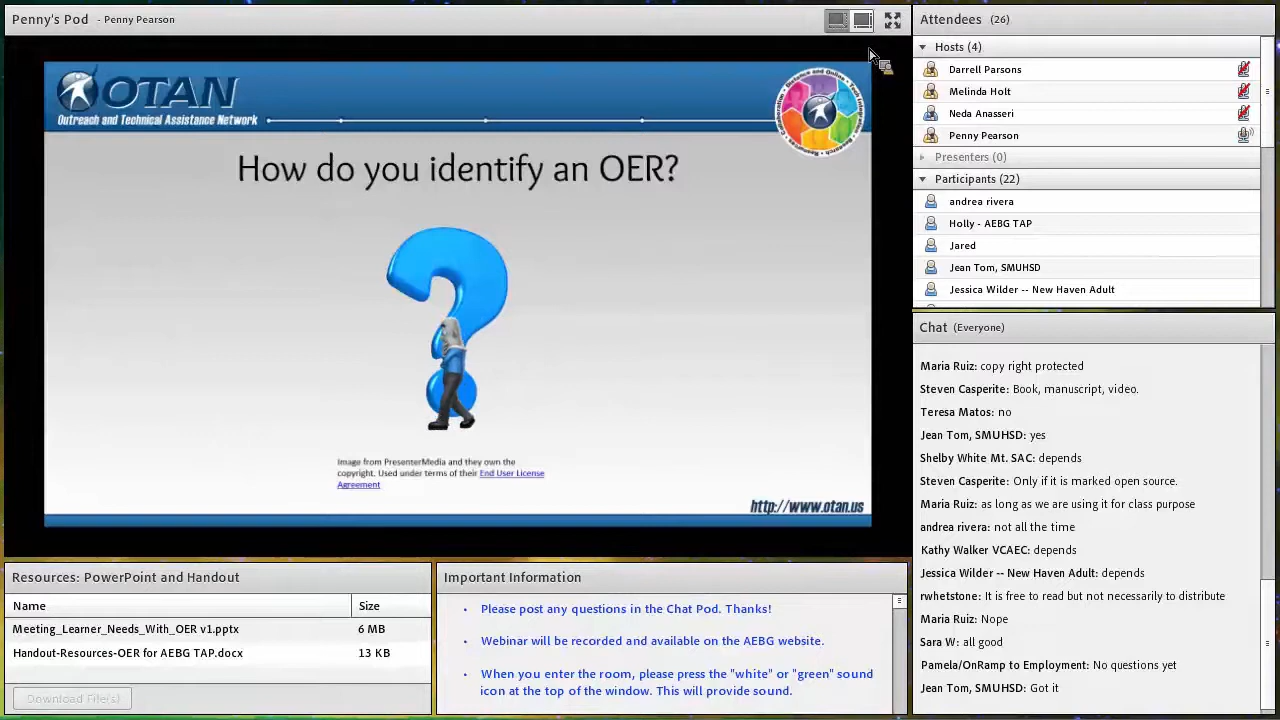 Penny's Pod - Penny Pearson
OTAN
Outreach and Technical Assistance Network
How do you identify an OER?
Image from PresenterMedia and they own the
copyright. Used under terms of their End User License
Agreement
http://www.otan.us
Attendees (26)
Hosts (4)
Darrell Parsons
Melinda Holt
Neda Anasseri
Penny Pearson
Presenters (0)
Participants (22)
andrea rivera
Holly - AEBG TAP
Jared
Jean Tom, SMUHSD
Jessica Wilder -- New Haven Adult
Chat (Everyone)
Maria Ruiz: copy right protected
Steven Casperite: Book, manuscript, video.
Teresa Matos: no
Jean Tom, SMUHSD: yes
Shelby White Mt. SAC: depends
Steven Casperite: Only if it is marked open source.
Maria Ruiz: as long as we are using it for class purpose
andrea rivera: not all the time
Kathy Walker VCAEC: depends
Jessica Wilder -- New Haven Adult: depends
rwhetstone: It is free to read but not necessarily to distribute
Maria Ruiz: Nope
Sara W: all good
Pamela/OnRamp to Employment: No questions yet
Jean Tom, SMUHSD: Got it
Resources: PowerPoint and Handout
Name Size
Meeting_Learner_Needs_With_OER v1.pptx 6 MB
Handout-Resources-OER for AEBG TAP.docx 13 KB
Download File(s)
Important Information
• Please post any questions in the Chat Pod. Thanks!
• Webinar will be recorded and available on the AEBG website.
• When you enter the room, please press the "white" or "green" sound
icon at the top of the window. This will provide sound.